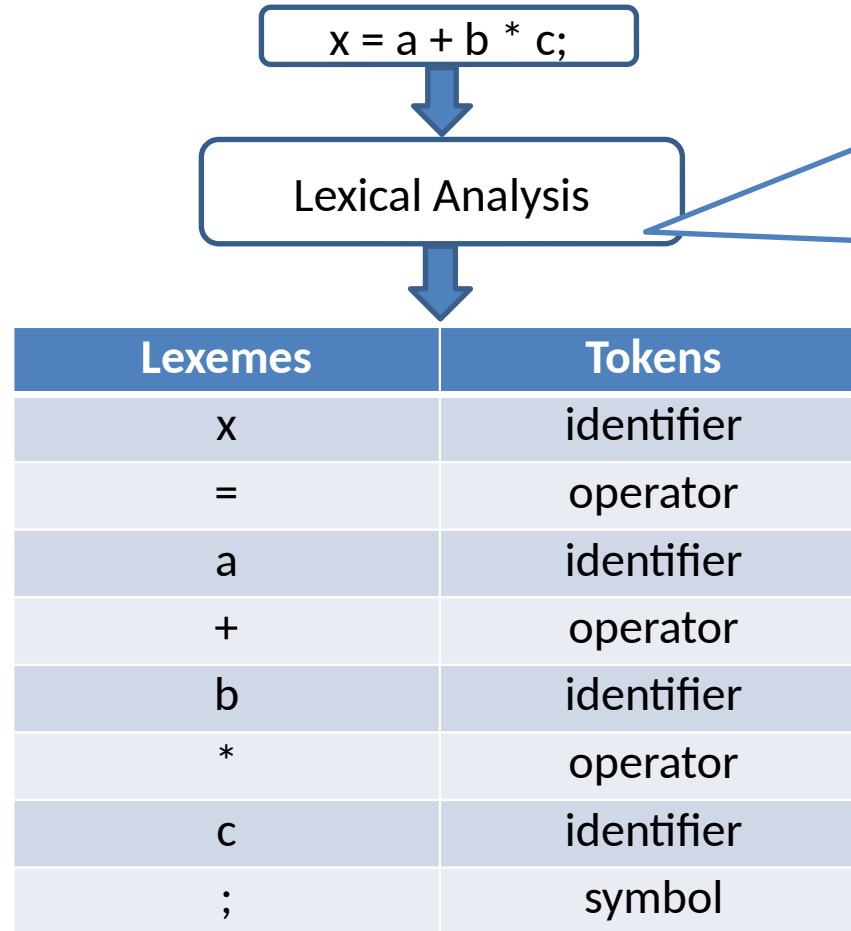 x = a + b * c;
Lexical Analysis
Lexemes Tokens
x identifier
= operator
a identifier
+ operator
b identifier
* operator
c identifier
; symbol